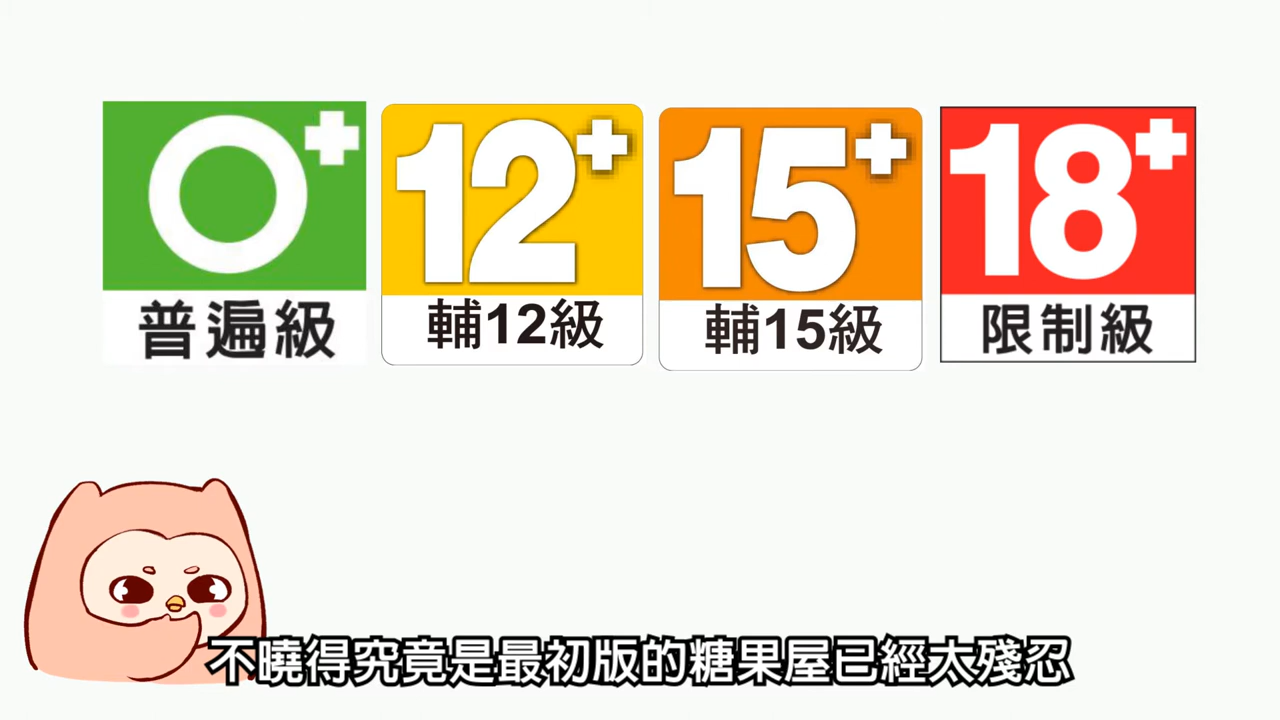 0+ 12+ 15+ 18+
普遍級 輔12級 輔15級 限制級
不曉得究竟是最初版的糖果屋已經太殘忍